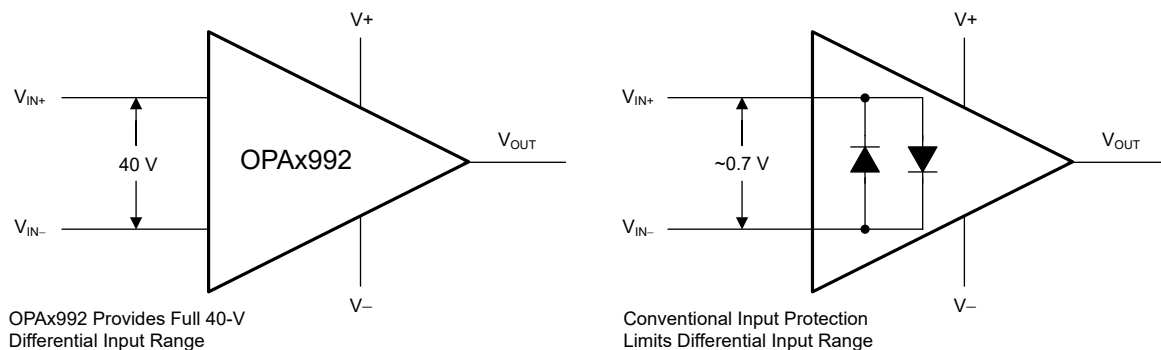 V+
VIN+
40 V
OPAx992
VOUT
VIN–
V–
OPAx992 Provides Full 40-V
Differential Input Range
V+
VIN+
~0.7 V
VOUT
VIN–
V–
Conventional Input Protection
Limits Differential Input Range